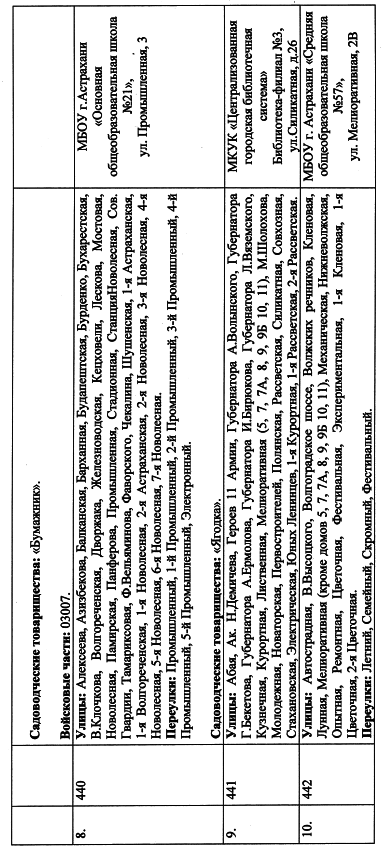 Садоводческие товарищества: «Бумажник».
Войсковые части: 03007.
8.
440
Улицы: Алексеева, Азизбекова, Балканская, Барханная, Будапештская, Бурденко, Бухарестская,
В.Клочкова, Волгореченская, Дворжака, Железноводская, Кецховели, Лескова, Мостовая,
Новолесная, Памирская, Панферова, Промышленная, Стадионная, СтанцияНоволесная, Сов.
Гвардии, Тамариксовая, Ф.Вельяминова, Фаворского, Чекалина, Шушенская, 1-я Астраханская,
1-я Волгореченская, 1-я Новолесная, 2-я Астраханская, 2-я Новолесная, 3-я Новолесная, 4-я
Новолесная, 5-я Новолесная, 6-я Новолесная, 7-я Новолесная.
Переулки: Промышленный, 1-й Промышленный, 2-й Промышленный, 3-й Промышленный, 4-й
Промышленный, 5-й Промышленный, Электронный.
Садоводческие товарищества: «Ягодка».
МБОУ г.Астрахани
«Основная
общеобразовательная школа
№21»,
ул. Промышленная, 3
9.
441
Улицы: Абая, Ак. Н.Демичева, Героев 11 Армии, Губернатора А.Волынского, Губернатора
Г.Бекетова, Губернатора А.Ермолова, Губернатора И.Бирюкова, Губернатора Л.Вяземского,
Кузнечная, Курортная, Лиственная, Мелиоративная (5, 7, 7А, 8, 9, 9Б 10, 11), М.Шолохова,
Молодежная, Новаторская, Первостроителей, Полянская, Рассветская, Силикатная, Совхозная,
Стахановская, Электрическая, Юных Ленинцев, 1-я Курортная, 1-я Рассветская, 2-я Рассветская.
МКУК «Централизованная
городская библиотечная
система»
Библиотека-филиал №3,
ул.Силикатная, д.26
10.
442
Улицы: Автострадная, В.Высоцкого, Волгоградское шоссе, Волжских речников, Кленовая,
Лунная, Мелиоративная (кроме домов 5, 7, 7А, 8, 9, 9Б 10, 11), Механическая, Нижневолжская,
Опытная, Ремонтная, Цветочная, Фестивальная, Экспериментальная, 1-я Кленовая, 1-я
Цветочная, 2-я Цветочная.
Переулки: Летний, Семейный, Скромный, Фестивальный.
МБОУ г. Астрахани «Средняя
общеобразовательная школа
№57»,
ул. Мелиоративная, 2В